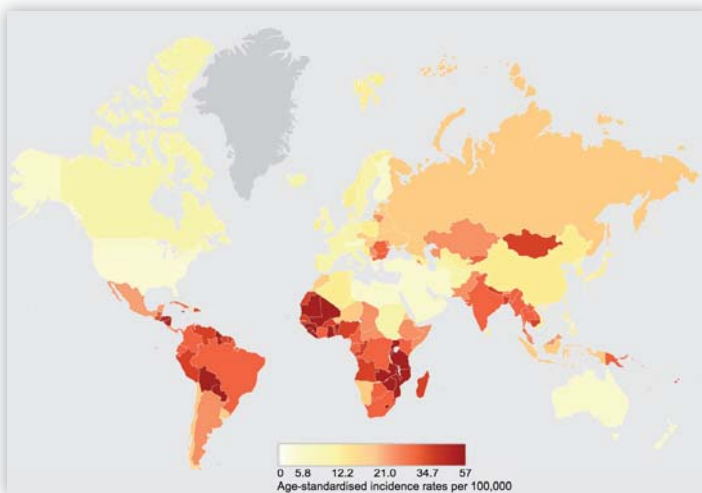 0 5.8 12.2 21.0 34.7 57
Age-standardised incidence rates per 100,000